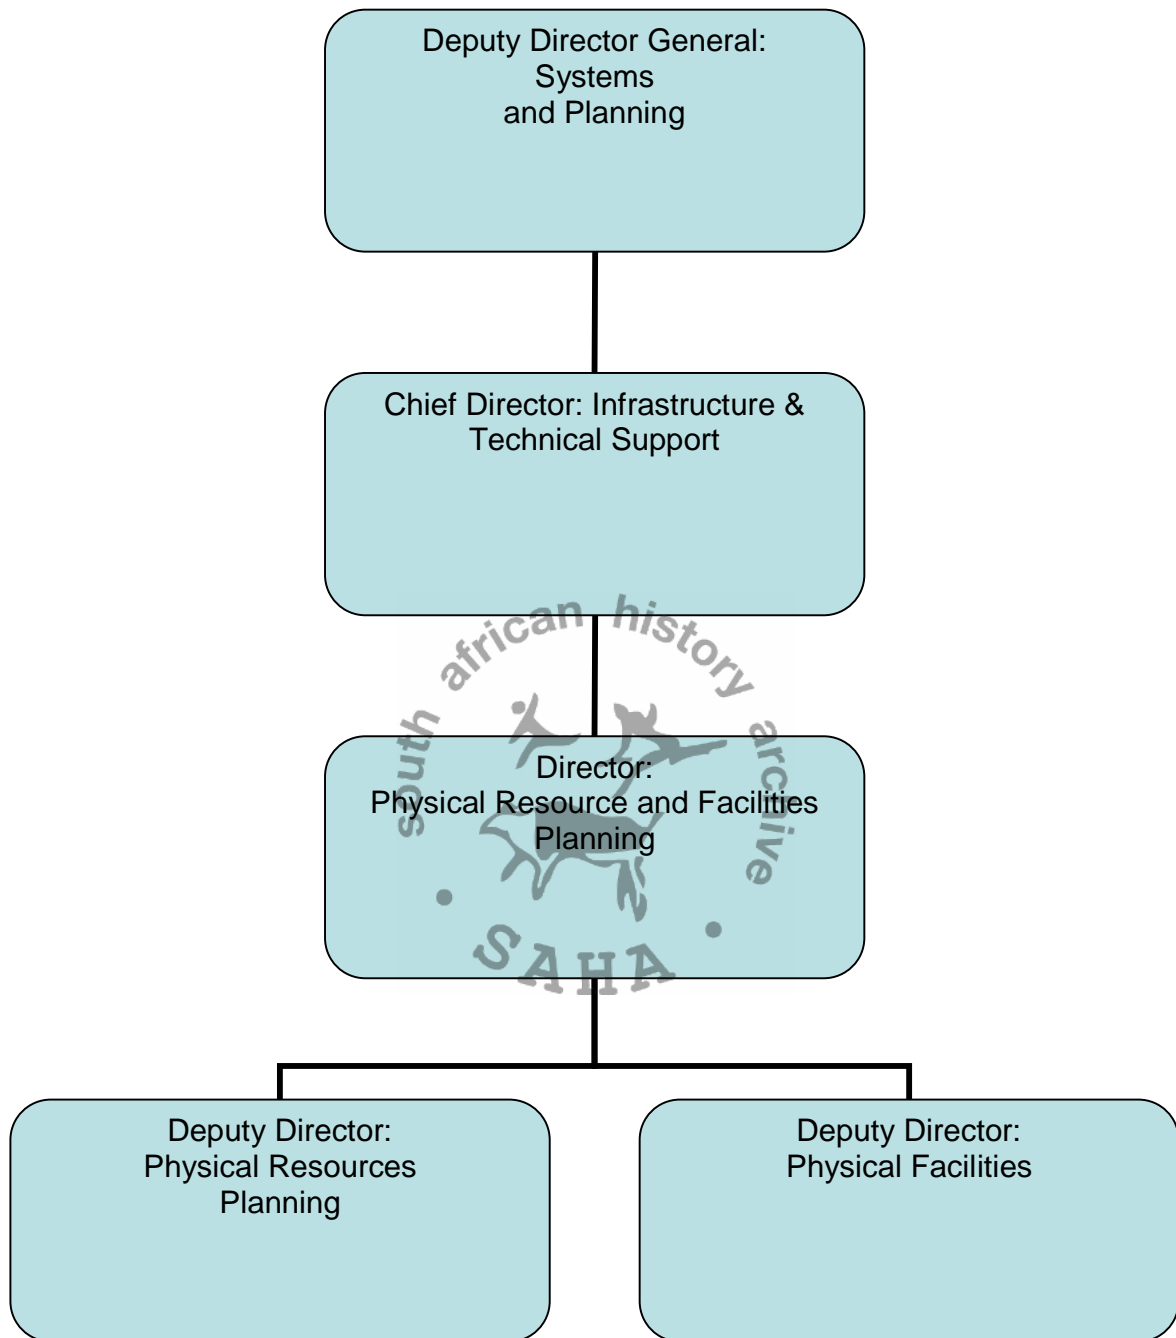 Deputy Director General:
Systems
and Planning
Chief Director: Infrastructure &
Technical Support
south african history archive
Director:
Physical Resource and Facilities
Planning
• SAHA •
Deputy Director:
Physical Resources
Planning
Deputy Director:
Physical Facilities